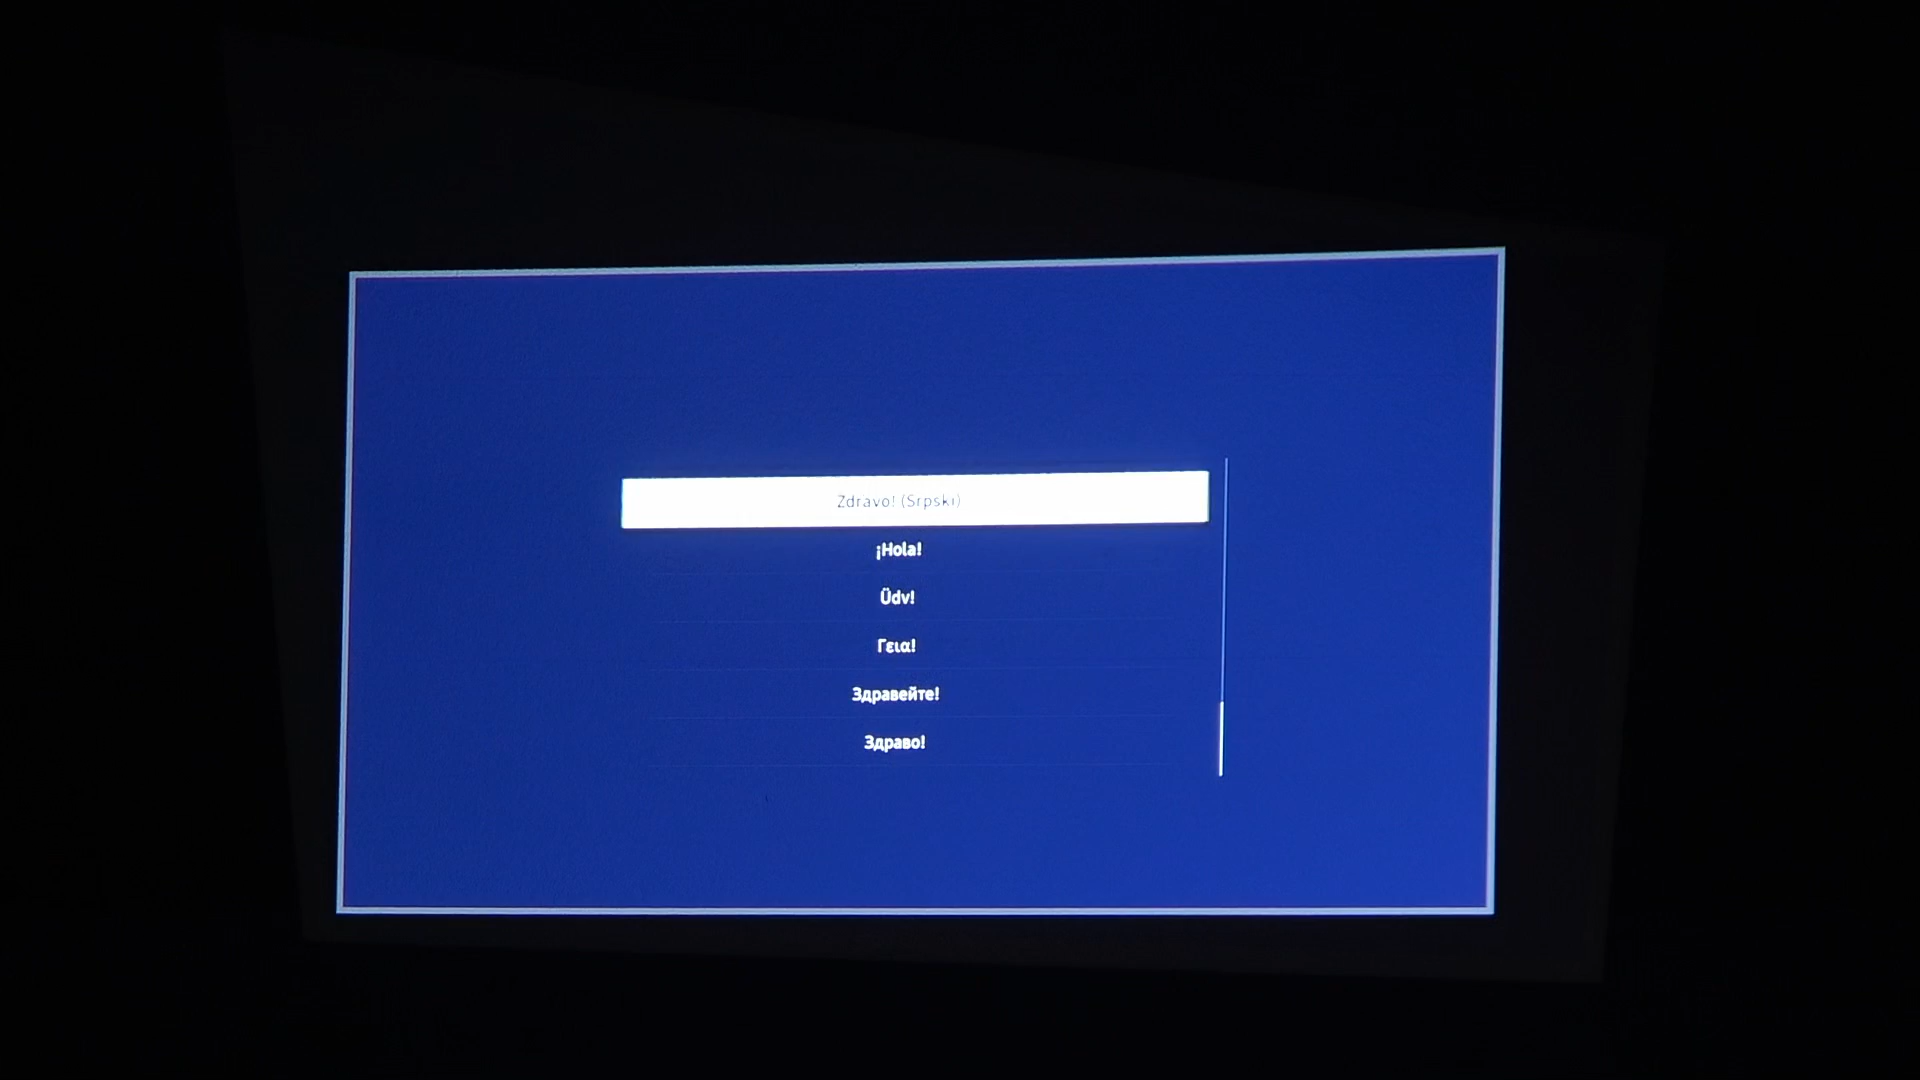 Zdravo! (Srpski)
¡Hola!
Üdv!
Γεια!
Здравейте!
Здраво!